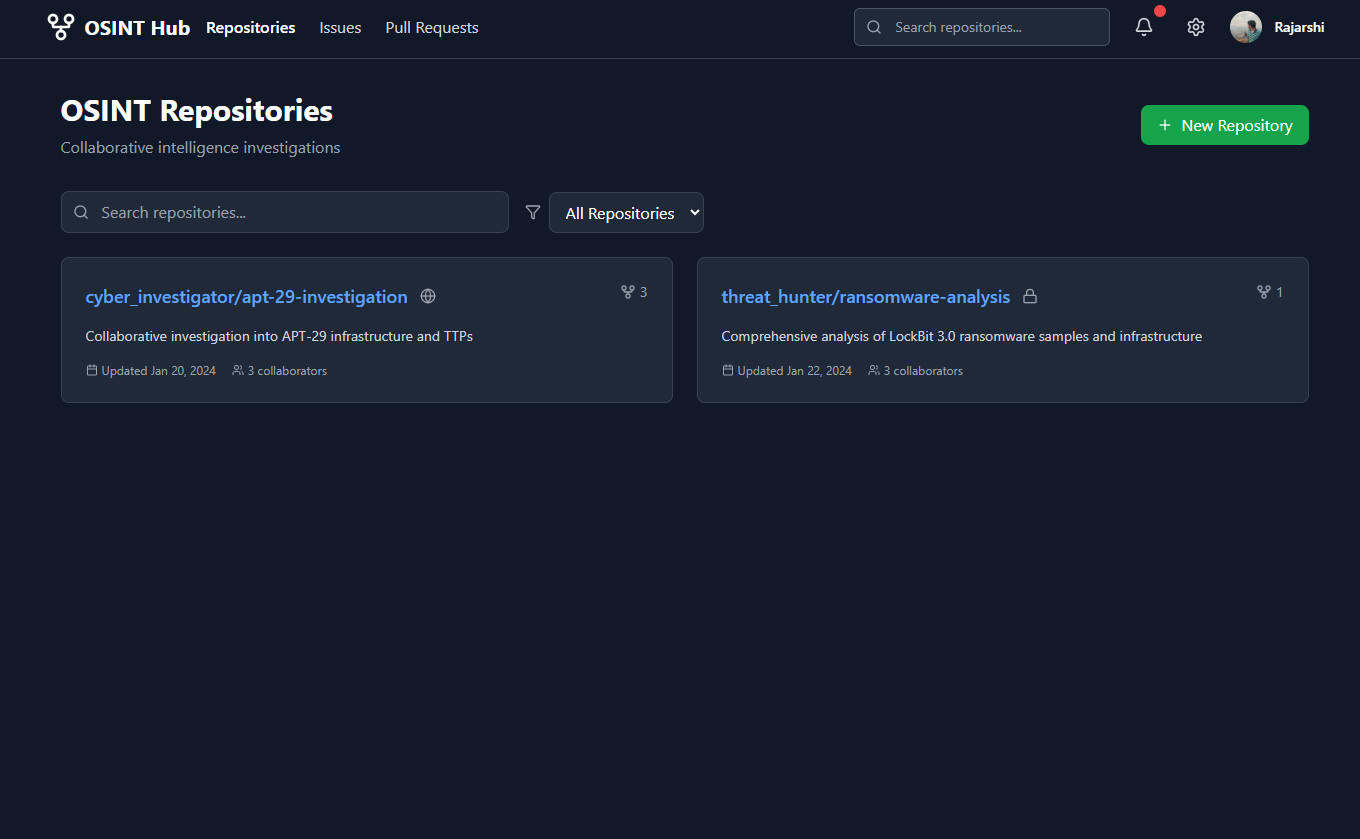 OSINT Hub Repositories Issues Pull Requests Search repositories... Rajarshi
OSINT Repositories
+ New Repository
Collaborative intelligence investigations
Search repositories... All Repositories
cyber_investigator/apt-29-investigation 3
Collaborative investigation into APT-29 infrastructure and TTPs
Updated Jan 20, 2024 3 collaborators
threat_hunter/ransomware-analysis 1
Comprehensive analysis of LockBit 3.0 ransomware samples and infrastructure
Updated Jan 22, 2024 3 collaborators